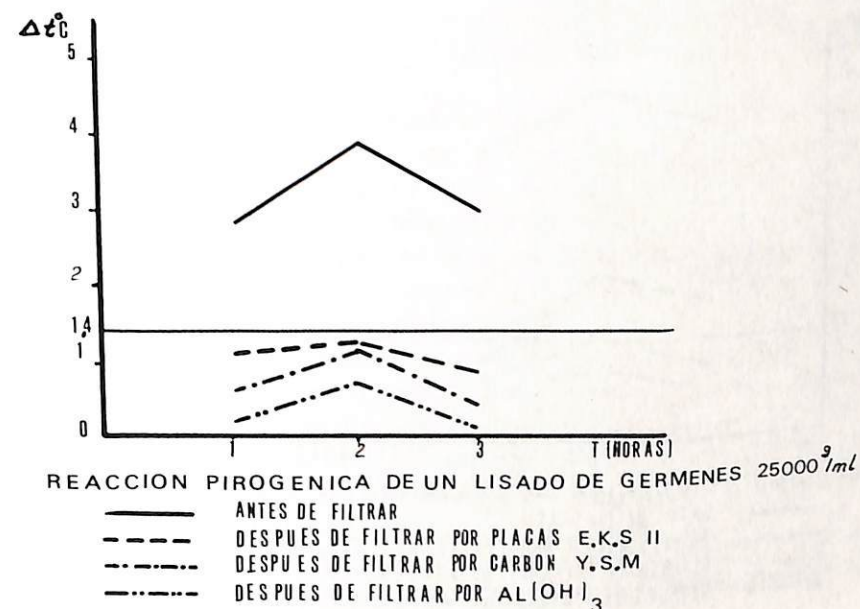 Δt°C
5
4
3
2
1,4
1
0
1 2 3 T (HORAS)
REACCION PIROGENICA DE UN LISADO DE GERMENES 25000 g/ml
ANTES DE FILTRAR
DESPUES DE FILTRAR POR PLACAS E.K.S II
DESPUES DE FILTRAR POR CARBON Y.S.M
DESPUES DE FILTRAR POR AL(OH)3